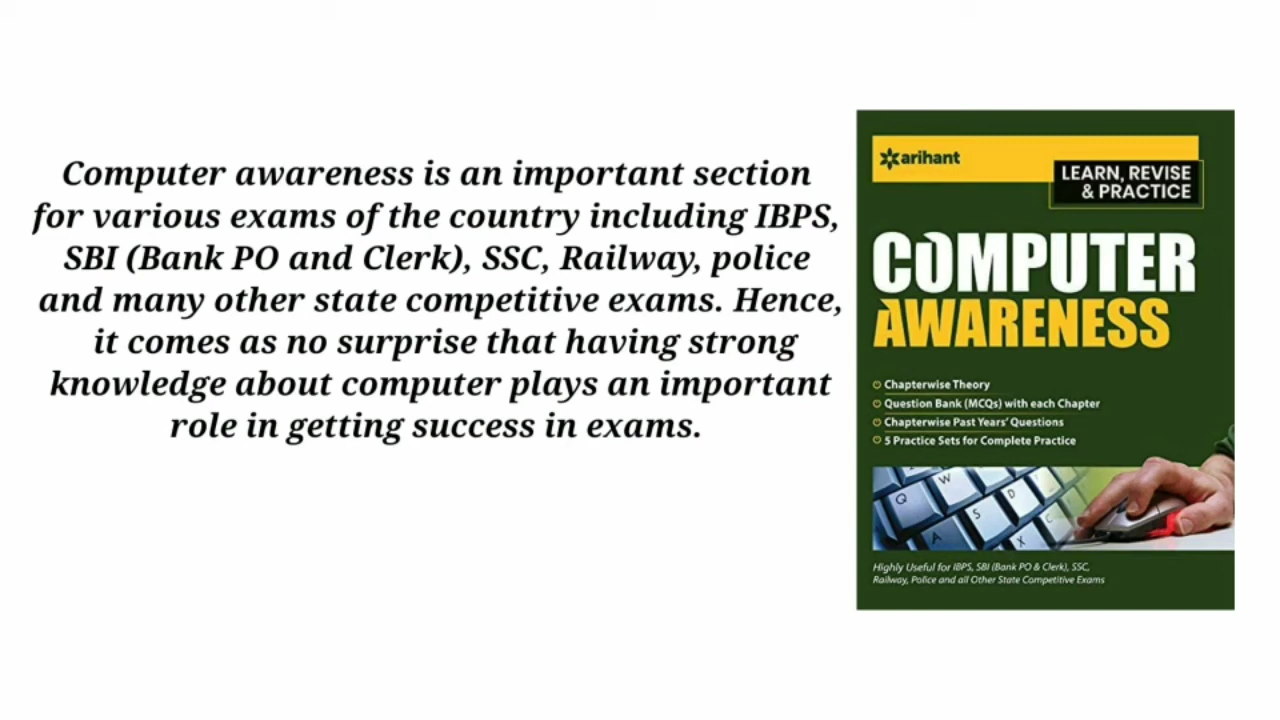 Computer awareness is an important section
for various exams of the country including IBPS,
SBI (Bank PO and Clerk), SSC, Railway, police
and many other state competitive exams. Hence,
it comes as no surprise that having strong
knowledge about computer plays an important
role in getting success in exams.
arihant
LEARN, REVISE
& PRACTICE
COMPUTER
AWARENESS
Chapterwise Theory
Question Bank (MCQs) with each Chapter
Chapterwise Past Years' Questions
5 Practice Sets for Complete Practice
Q
W
S
D
A
X
C
Highly Useful for IBPS, SBI (Bank PO & Clerk), SSC,
Railway, Police and all Other State Competitive Exams